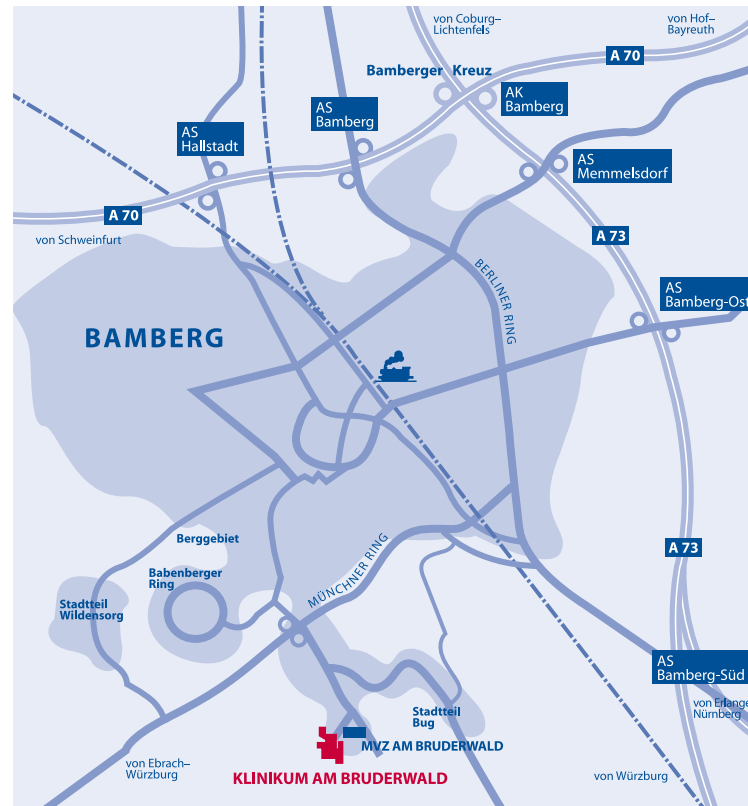 von Coburg–
Lichtenfels
von Hof–
Bayreuth
A 70
Bamberger Kreuz
AK
Bamberg
AS
Bamberg
AS
Hallstadt
AS
Memmelsdorf
A 70
von Schweinfurt
A 73
BERLINER RING
AS
Bamberg-Ost
BAMBERG
Berggebiet
MÜNCHNER RING
A 73
Babenberger
Ring
Stadtteil
Wildensorg
AS
Bamberg-Süd
von Erlange
Nürnberg
Stadtteil
Bug
MVZ AM BRUDERWALD
von Ebrach–
Würzburg
KLINIKUM AM BRUDERWALD
von Würzburg